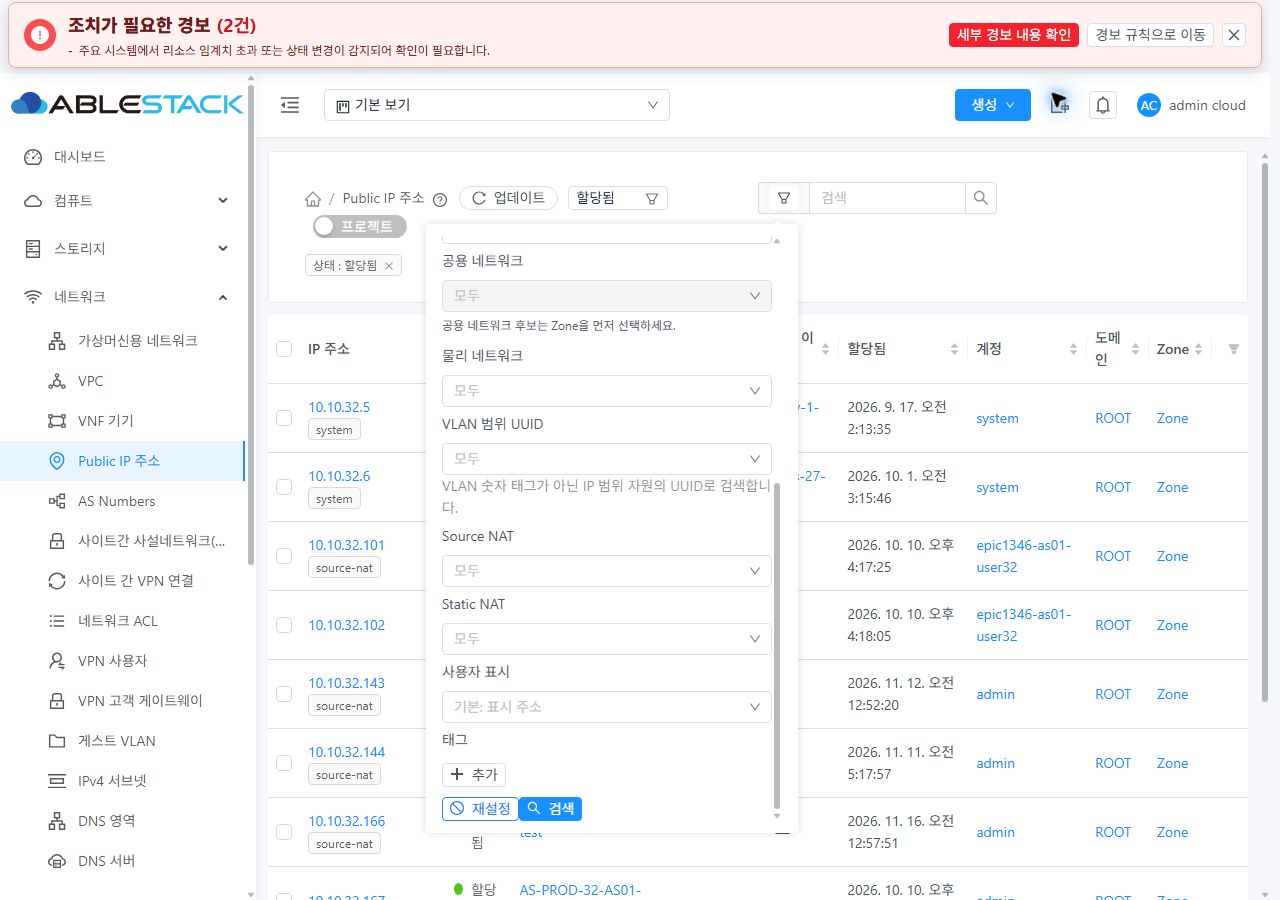 조치가 필요한 경보 (2건)
- 주요 시스템에서 리소스 임계치 초과 또는 상태 변경이 감지되어 확인이 필요합니다.
세부 경보 내용 확인
경보 규칙으로 이동
ABLESTACK
기본 보기
생성
AC
admin cloud
대시보드
컴퓨트
스토리지
네트워크
가상머신용 네트워크
VPC
VNF 기기
Public IP 주소
AS Numbers
사이트간 사설네트워크(...
사이트 간 VPN 연결
네트워크 ACL
VPN 사용자
VPN 고객 게이트웨이
게스트 VLAN
IPv4 서브넷
DNS 영역
DNS 서버
/ Public IP 주소
업데이트
할당됨
검색
프로젝트
상태 : 할당됨
공용 네트워크
모두
공용 네트워크 후보는 Zone을 먼저 선택하세요.
물리 네트워크
모두
VLAN 범위 UUID
모두
VLAN 숫자 태그가 아닌 IP 범위 자원의 UUID로 검색합니
다.
Source NAT
모두
Static NAT
모두
사용자 표시
기본: 표시 주소
태그
추가
재설정
검색
IP 주소
이
할당됨
계정
도메
인
Zone
10.10.32.5
system
-1-
2026. 9. 17. 오전
2:13:35
system
ROOT
Zone
10.10.32.6
system
-27-
2026. 10. 1. 오전
3:15:46
system
ROOT
Zone
10.10.32.101
source-nat
2026. 10. 10. 오후
4:17:25
epic1346-as01-
user32
ROOT
Zone
10.10.32.102
2026. 10. 10. 오후
4:18:05
epic1346-as01-
user32
ROOT
Zone
10.10.32.143
source-nat
2026. 11. 12. 오전
12:52:20
admin
ROOT
Zone
10.10.32.144
source-nat
2026. 11. 11. 오전
5:17:57
admin
ROOT
Zone
10.10.32.166
source-nat
됨
test
2026. 11. 16. 오전
12:57:51
admin
ROOT
Zone
10.10.32.167
할당
AS-PROD-32-AS01-
2026. 10. 10. 오후
admin
ROOT
Zone